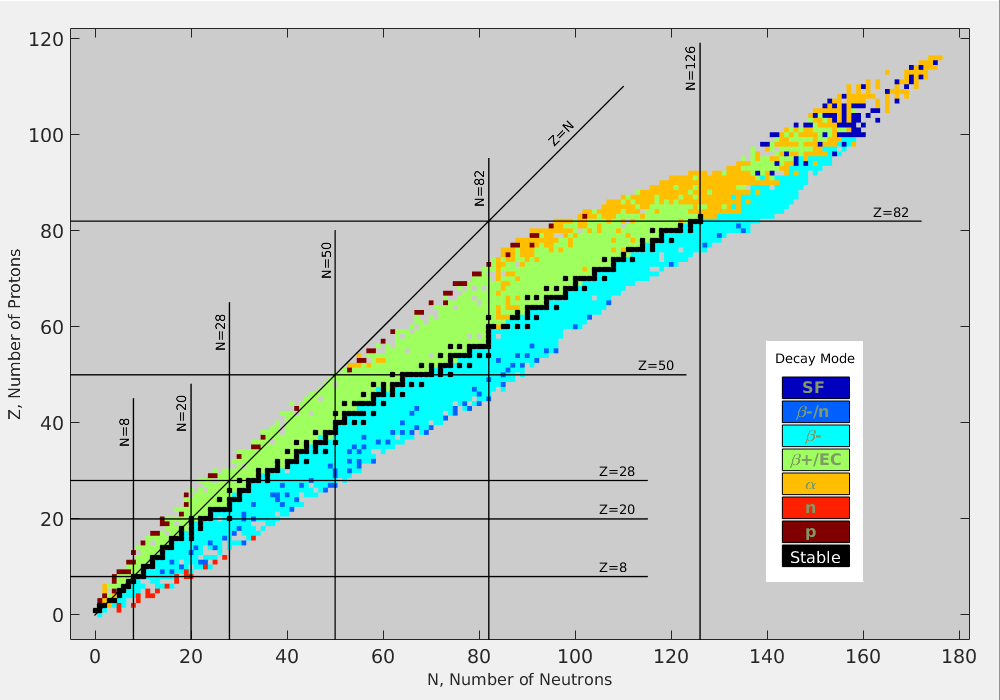 120
100
80
60
40
20
0
Z, Number of Protons
0 20 40 60 80 100 120 140 160 180
N, Number of Neutrons
N=8
N=20
N=28
N=50
N=82
Z=N
N=126
Z=82
Z=50
Z=28
Z=20
Z=8
Decay Mode
SF
β-/n
β-
β+/EC
α
n
p
Stable